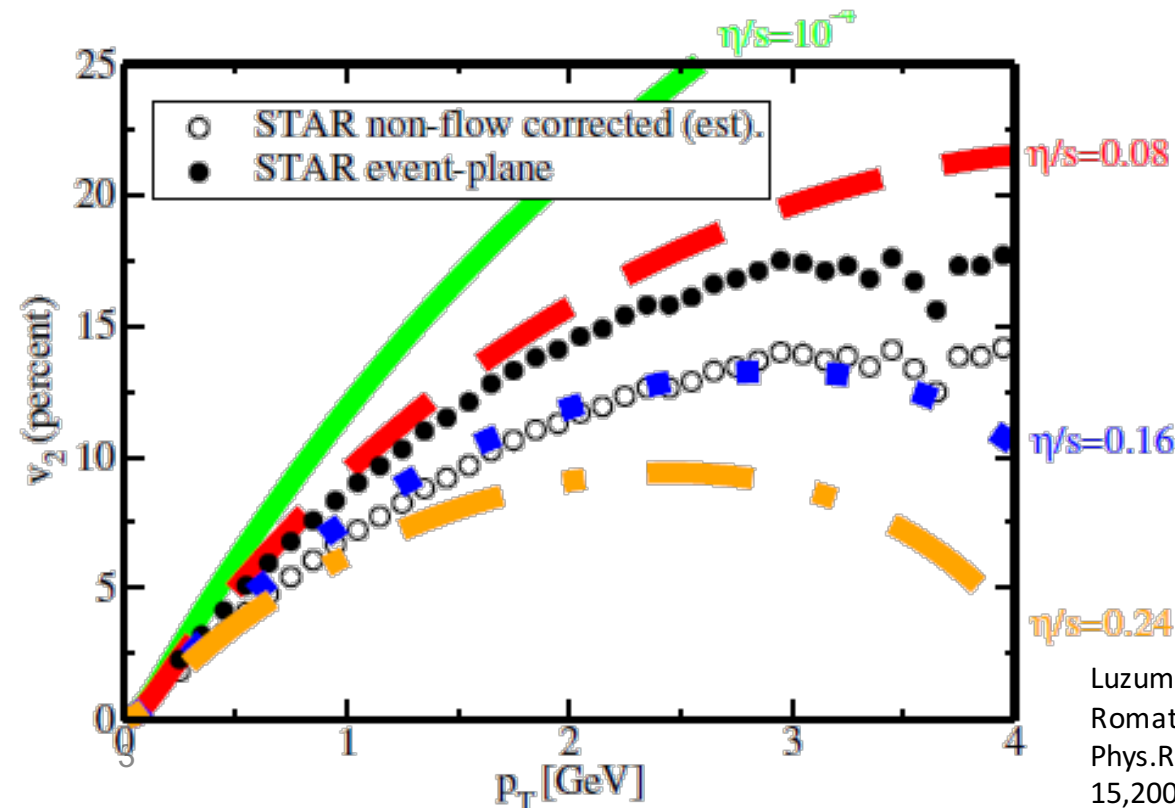 η/s=10⁻⁴
25
STAR non-flow corrected (est).
STAR event-plane
η/s=0.08
20
15
v₂ (percent)
10
η/s=0.16
5
η/s=0.24
0
0 1 2 3 4
5
p_T [GeV]
Luzum
Romat
Phys.R
15,200